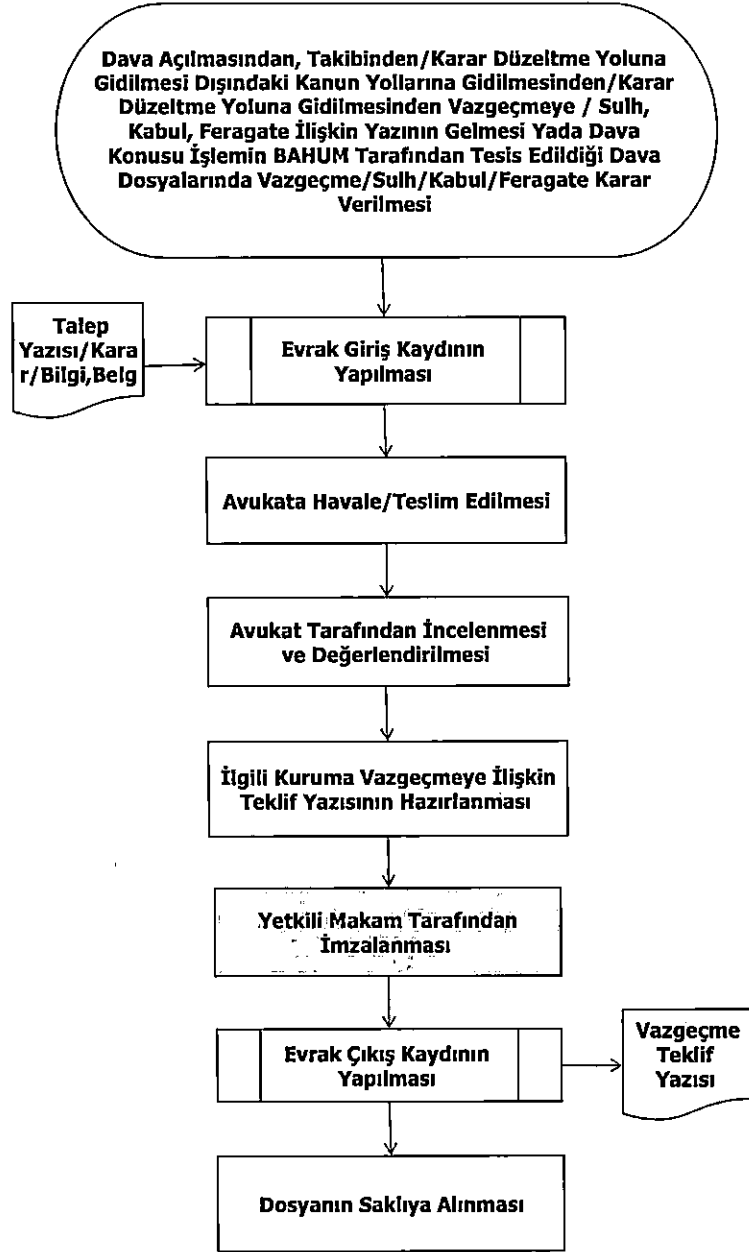 Dava Açılmasından, Takibinden/Karar Düzeltme Yoluna
Gidilmesi Dışındaki Kanun Yollarına Gidilmesinden/Karar
Düzeltme Yoluna Gidilmesinden Vazgeçmeye / Sulh,
Kabul, Feragate İlişkin Yazının Gelmesi Yada Dava
Konusu İşlemin BAHUM Tarafından Tesis Edildiği Dava
Dosyalarında Vazgeçme/Sulh/Kabul/Feragate Karar
Verilmesi
Talep
Yazısı/Kara
r/Bilgi,Belg
Evrak Giriş Kaydının
Yapılması
Avukata Havale/Teslim Edilmesi
Avukat Tarafından İncelenmesi
ve Değerlendirilmesi
İlgili Kuruma Vazgeçmeye İlişkin
Teklif Yazısının Hazırlanması
Yetkili Makam Tarafından
İmzalanması
Evrak Çıkış Kaydının
Yapılması
Vazgeçme
Teklif
Yazısı
Dosyanın Saklıya Alınması